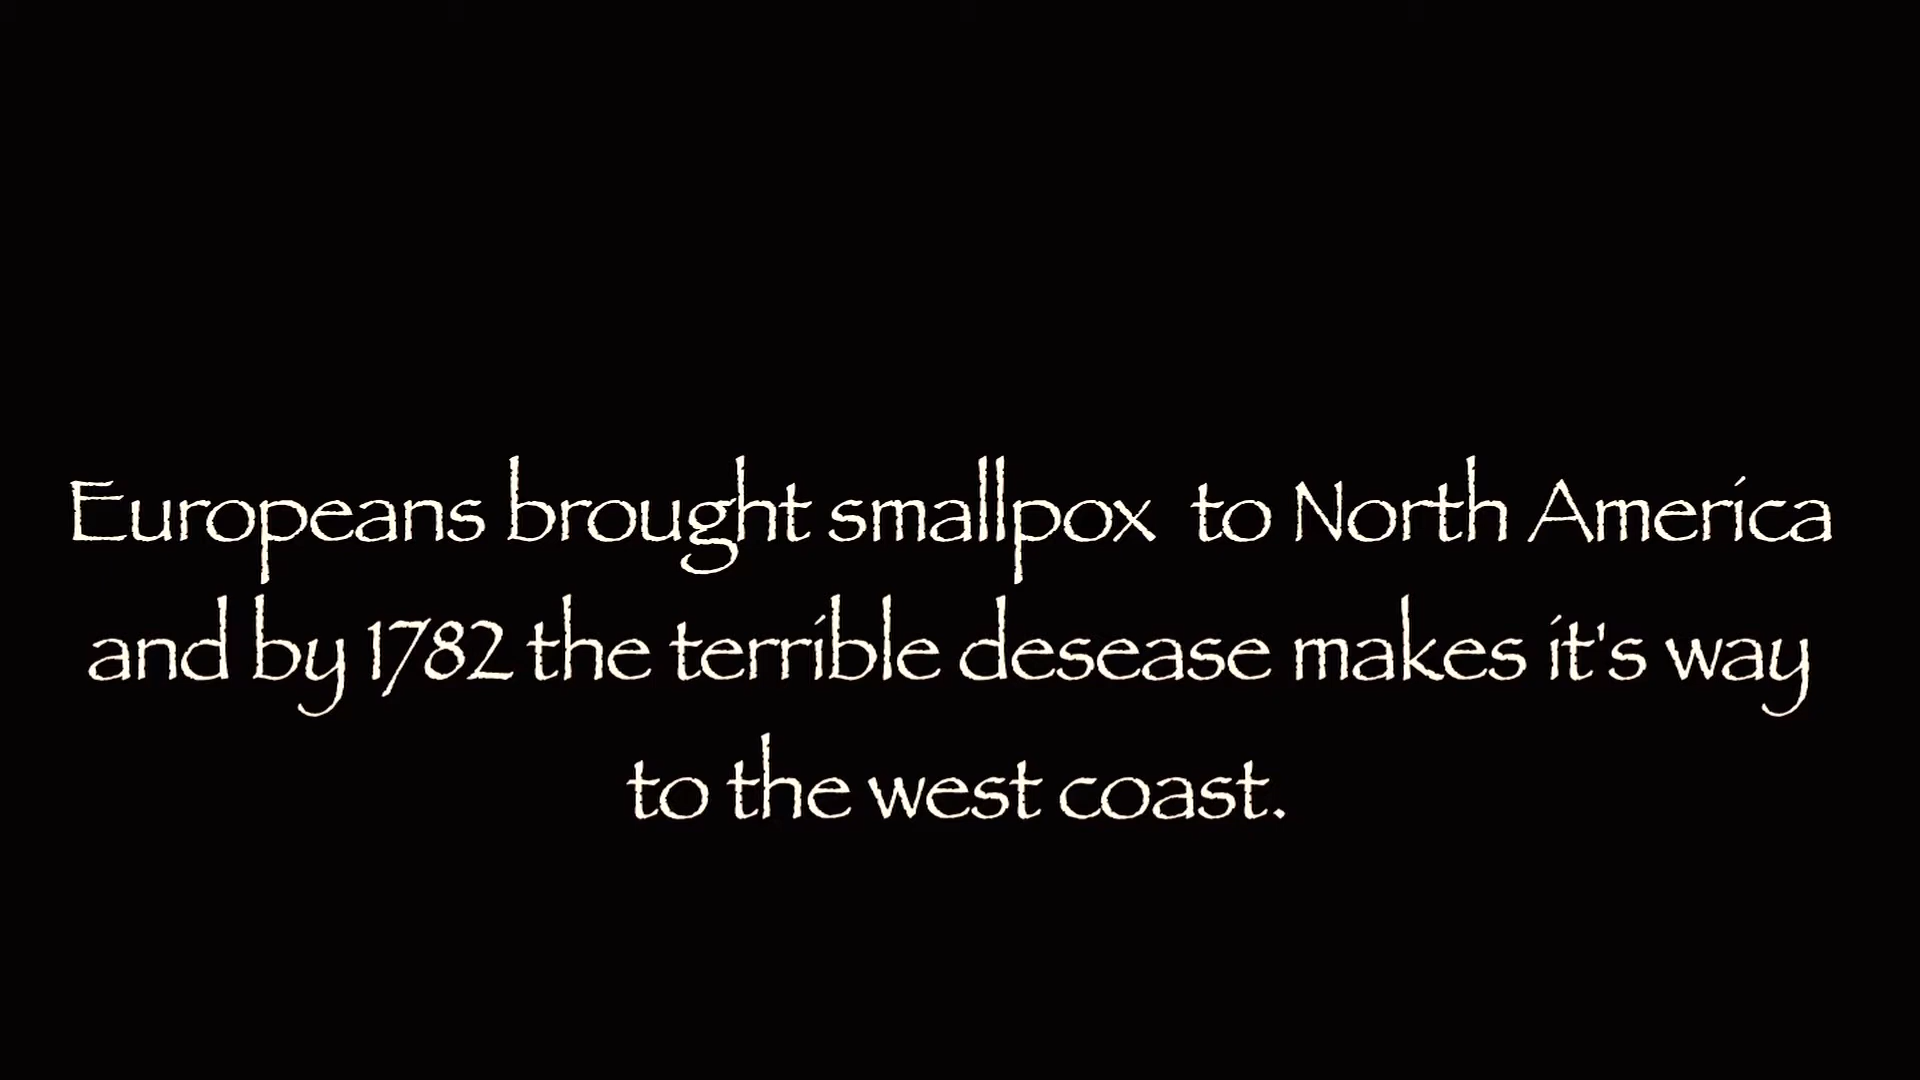 Europeans brought smallpox  to North America
and by 1782 the terrible desease makes it's way
to the west coast.